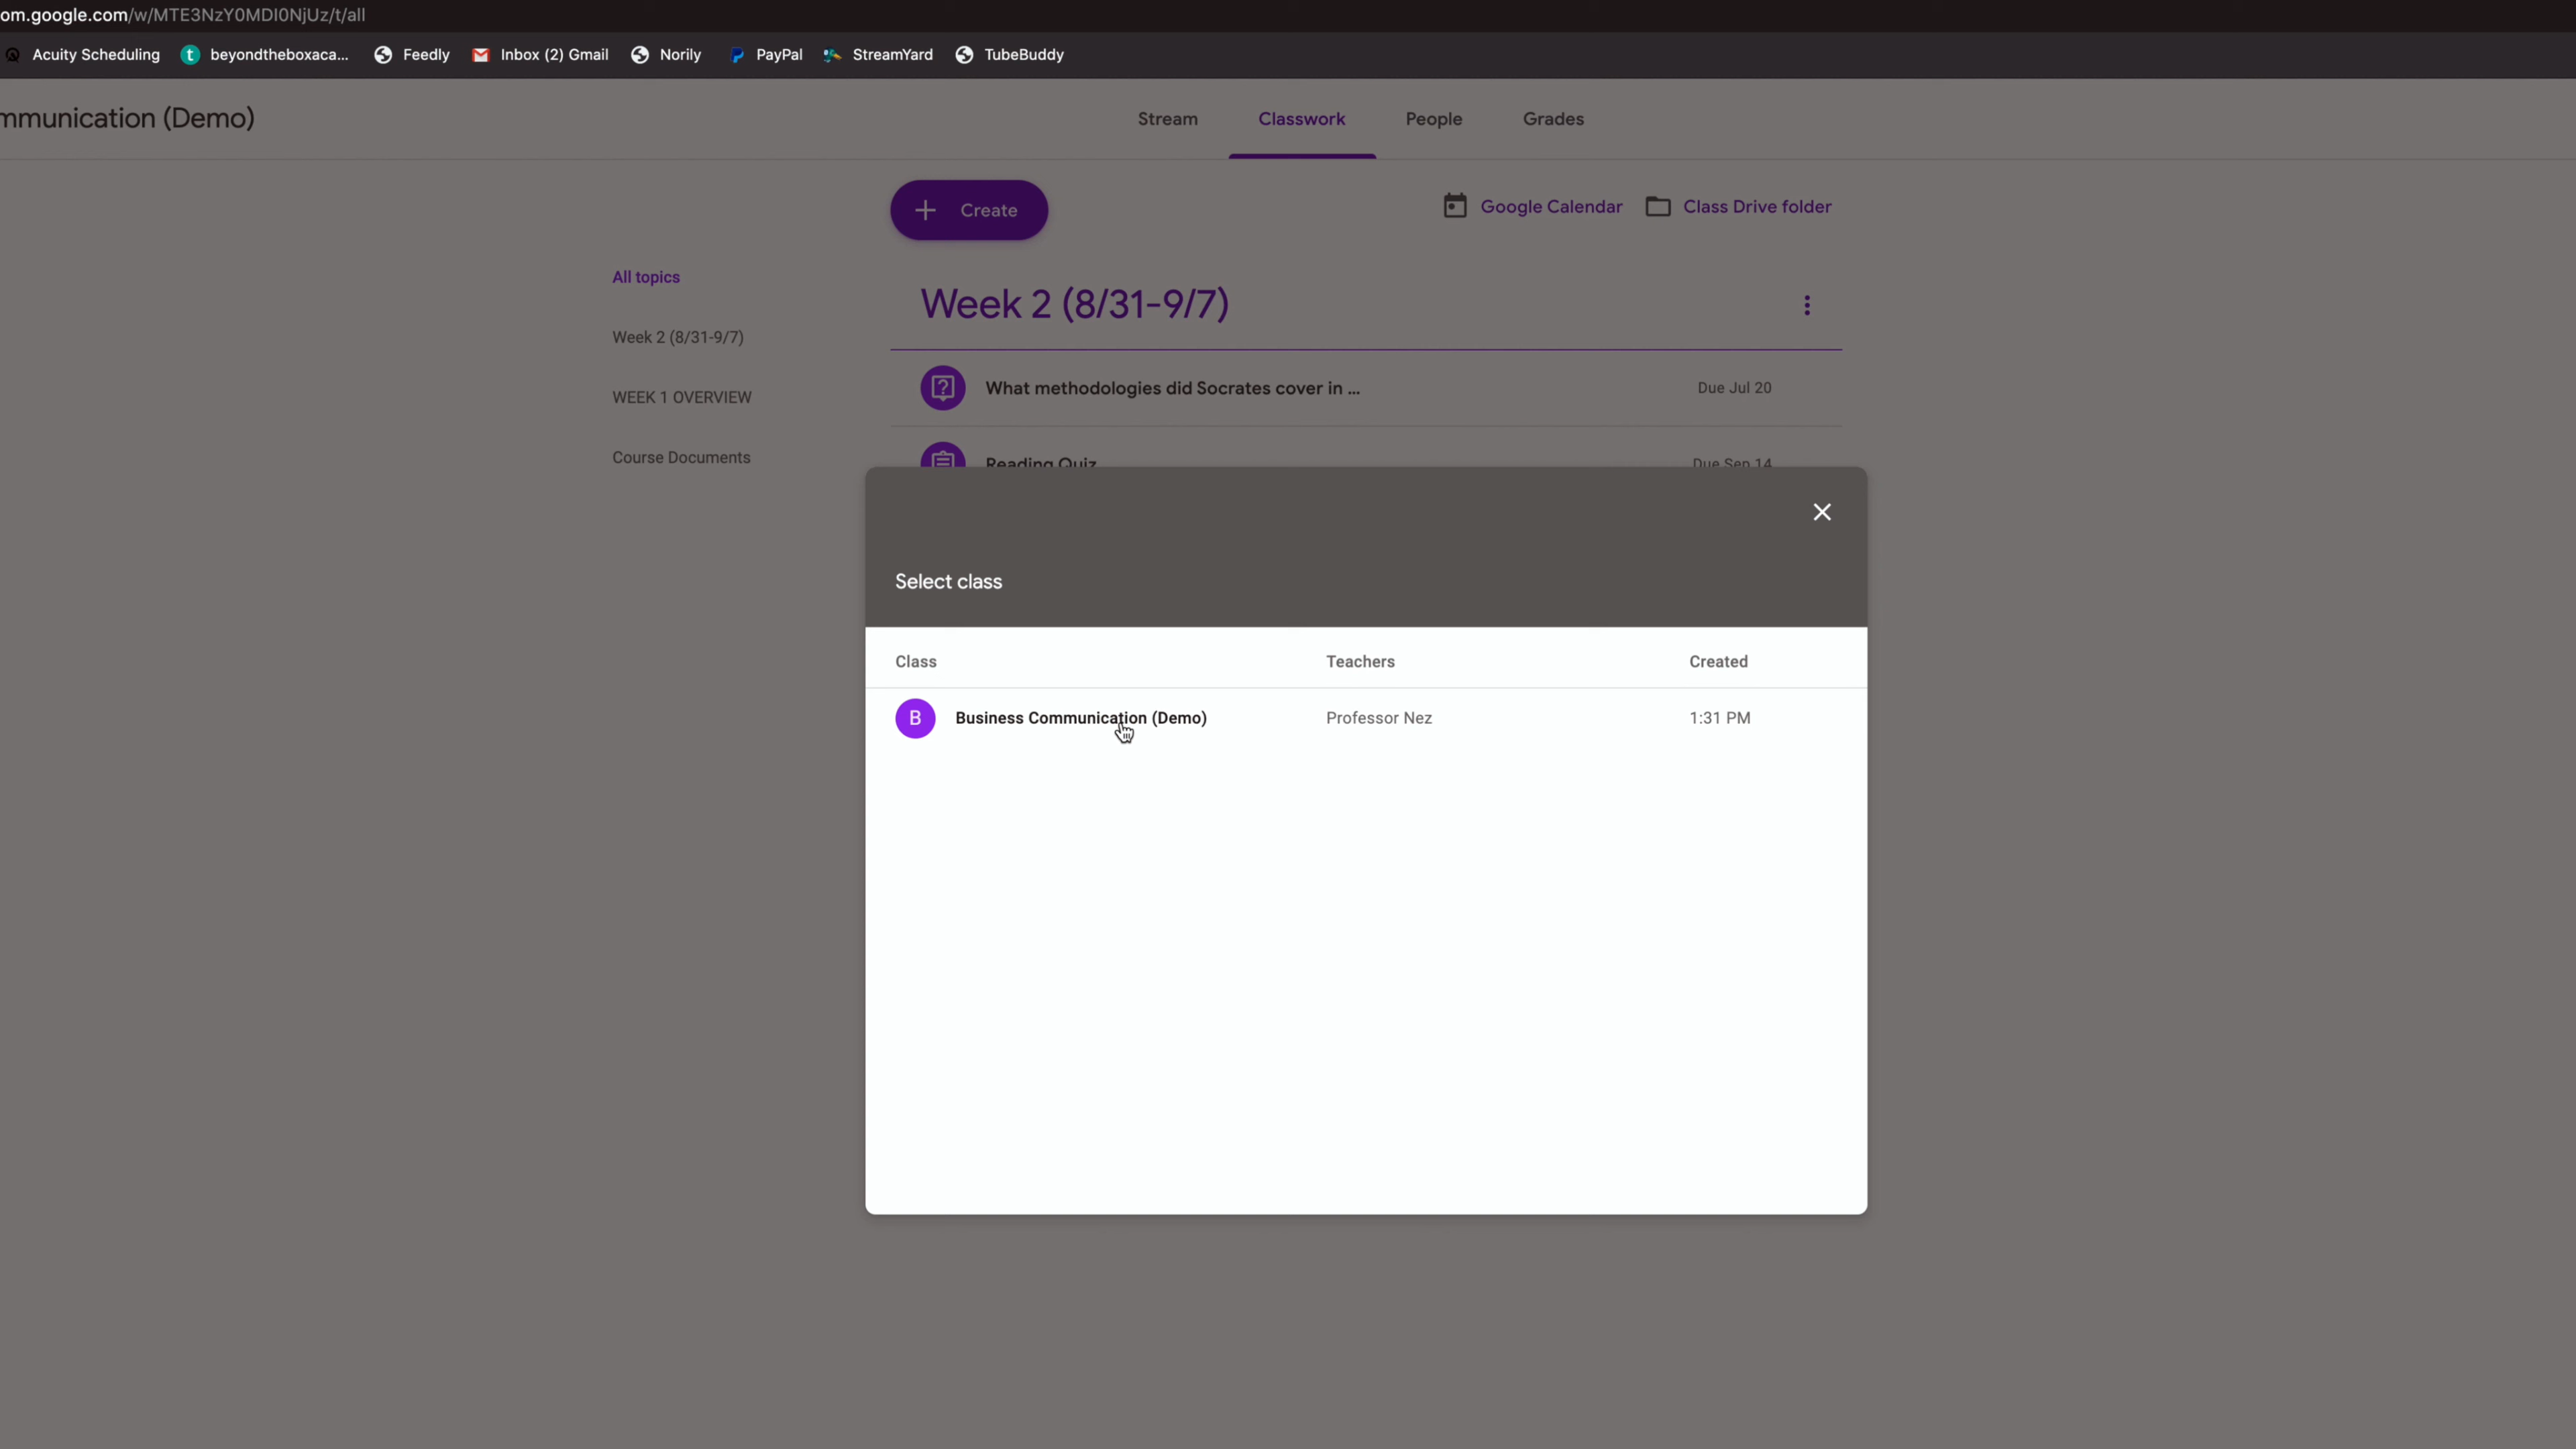 om.google.com/w/MTE3NzY0MDI0NjUz/t/all
Acuity Scheduling beyondtheboxaca... Feedly Inbox (2) Gmail Norily PayPal StreamYard TubeBuddy
mmunication (Demo)
Stream Classwork People Grades
Create
Google Calendar Class Drive folder
All topics
Week 2 (8/31-9/7)
WEEK 1 OVERVIEW
Course Documents
Week 2 (8/31-9/7)
What methodologies did Socrates cover in ... Due Jul 20
Reading Quiz Due Sep 14
Select class
Class Teachers Created
B Business Communication (Demo) Professor Nez 1:31 PM